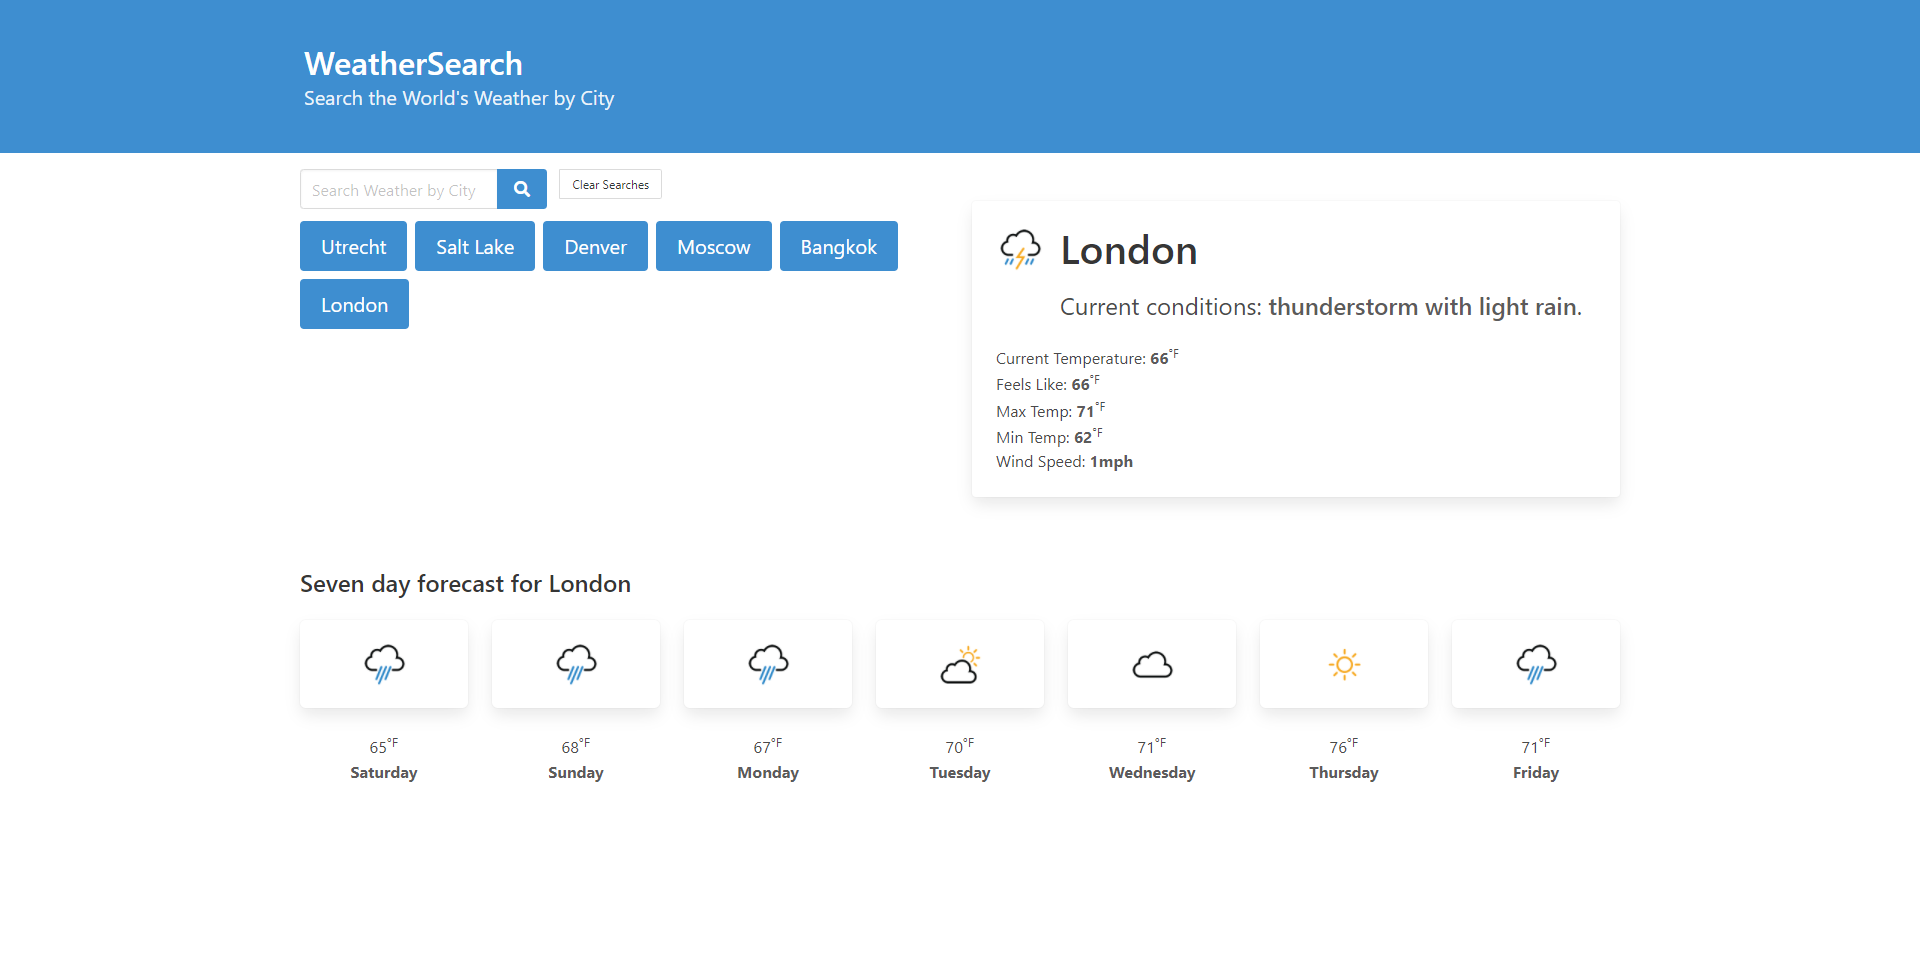 WeatherSearch
Search the World's Weather by City
Search Weather by City
Clear Searches
Utrecht Salt Lake Denver Moscow Bangkok
London
London
Current conditions: thunderstorm with light rain.
Current Temperature: 66°F
Feels Like: 66°F
Max Temp: 71°F
Min Temp: 62°F
Wind Speed: 1mph
Seven day forecast for London
65°F 68°F 67°F 70°F 71°F 76°F 71°F
Saturday Sunday Monday Tuesday Wednesday Thursday Friday